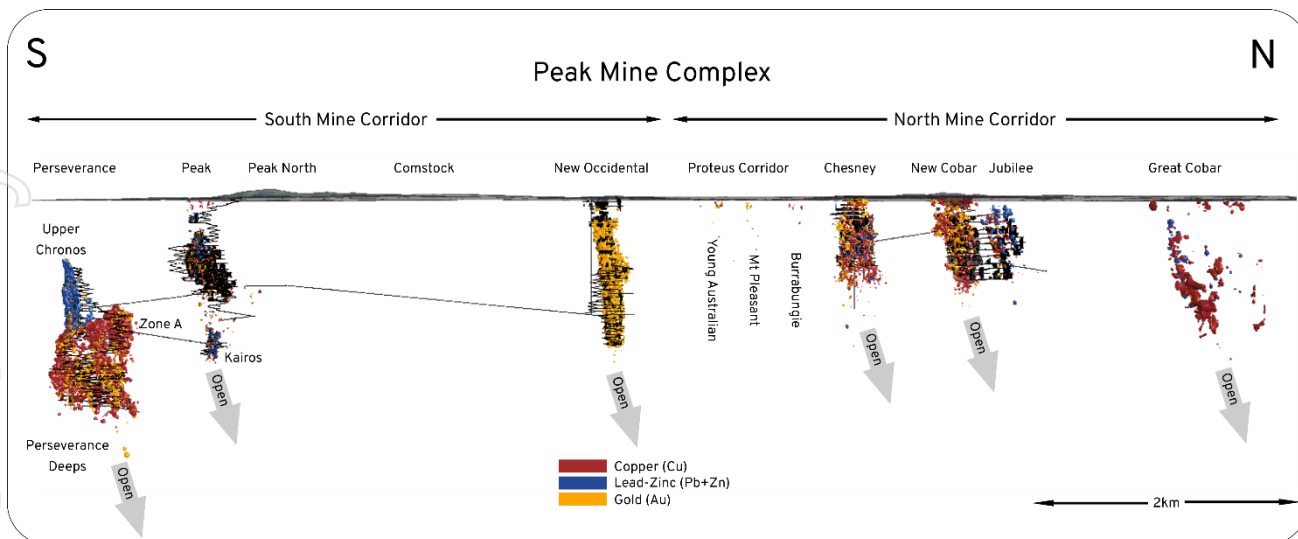 S
N
Peak Mine Complex
South Mine Corridor
North Mine Corridor
Perseverance
Peak
Peak North
Comstock
New Occidental
Proteus Corridor
Chesney
New Cobar
Jubilee
Great Cobar
Upper
Chronos
Zone A
Kairos
Young Australian
Mt Pleasant
Burrabungie
Open
Open
Open
Open
Open
Perseverance
Deeps
Open
Copper (Cu)
Lead-Zinc (Pb+Zn)
Gold (Au)
2km